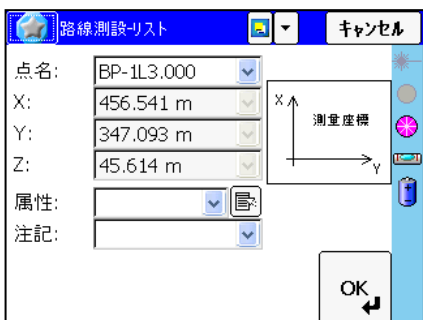 路線測設-リスト キャンセル
点名: BP-1L3.000
X: 456.541 m
Y: 347.093 m
Z: 45.614 m
属性:
注記:
X
測量座標
Y
OK